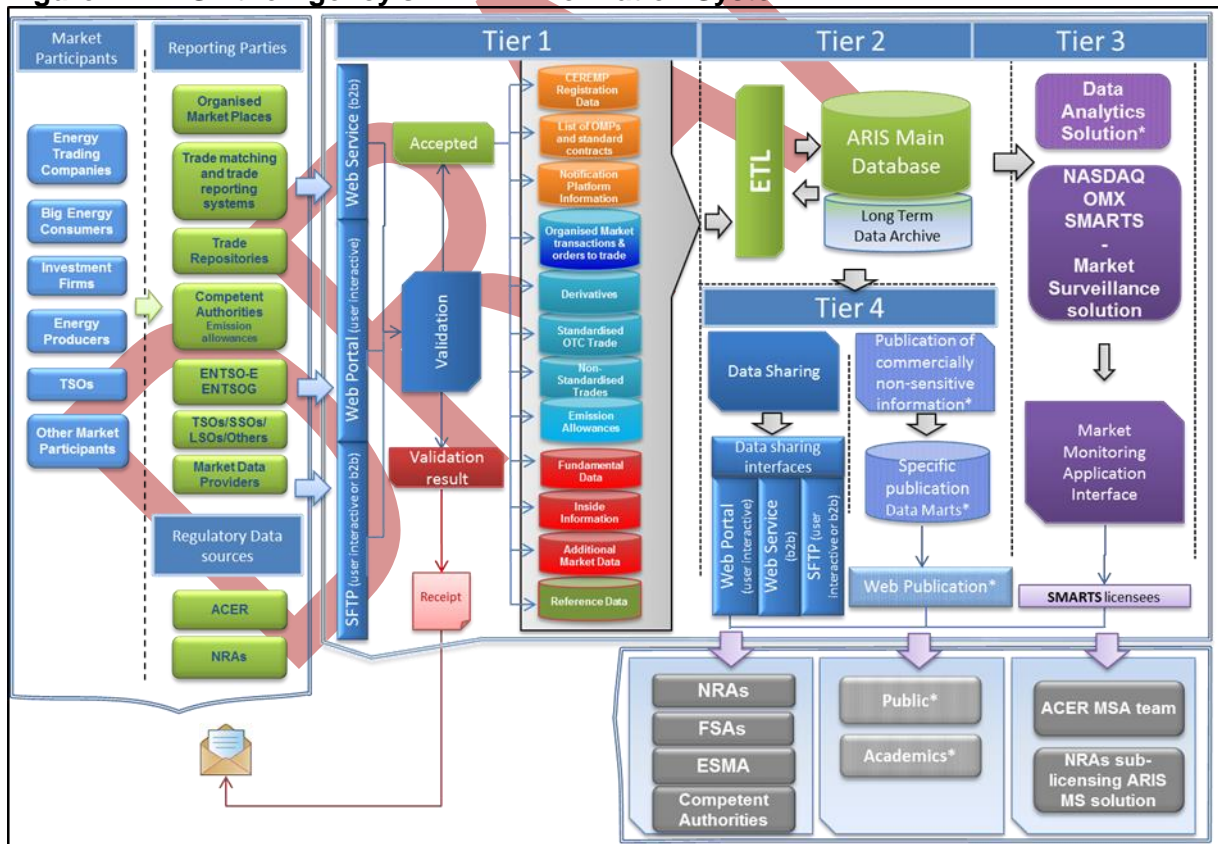 Market
Participants
Energy
Trading
Companies
Big Energy
Consumers
Investment
Firms
Energy
Producers
TSOs
Other Market
Participants
Reporting Parties
Organised
Market Places
Trade matching
and trade
reporting
systems
Trade
Repositories
Competent
Authorities
Emission
allowances
ENTSO-E
ENTSOG
TSOs/SSOs/
LSOs/Others
Market Data
Providers
Regulatory Data
sources
ACER
NRAs
Tier 1
Web Service (b2b)
Web Portal (user interactive)
SFTP (user interactive or b2b)
Accepted
Validation
Validation
result
Receipt
CEREMP
Registration
Data
List of OMPs
and standard
contracts
Notification
Platform
Information
Organised Market
transactions &
orders to trade
Derivatives
Standardised
OTC Trade
Non-
Standardised
Trades
Emission
Allowances
Fundamental
Data
Inside
Information
Additional
Market Data
Reference Data
Tier 2
ETL
ARIS Main
Database
Long Term
Data Archive
Tier 3
Data
Analytics
Solution*
NASDAQ
OMX
SMARTS
-
Market
Surveillance
solution
Market
Monitoring
Application
Interface
SMARTS licensees
Tier 4
Data Sharing
Data sharing
interfaces
Web Portal
(user interactive)
Web Service
(b2b)
SFTP (user
interactive or b2b)
Publication of
commercially
non-sensitive
information*
Specific
publication
Data Marts*
Web Publication*
NRAs
FSAs
ESMA
Competent
Authorities
Public*
Academics*
ACER MSA team
NRAs sub-
licensing ARIS
MS solution